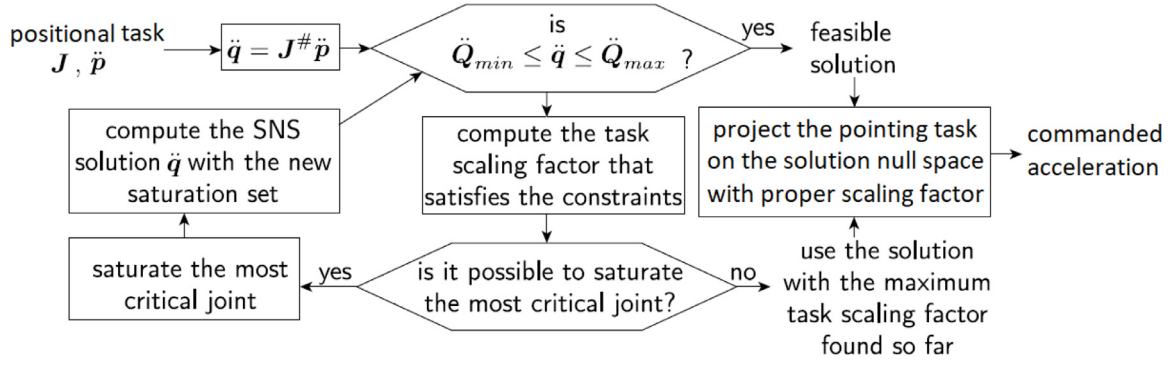 positional task
J , p̈
q̈ = J# p̈
is
Q̈min ≤ q̈ ≤ Q̈max ?
yes
feasible
solution
project the pointing task
on the solution null space
with proper scaling factor
commanded
acceleration
compute the task
scaling factor that
satisfies the constraints
is it possible to saturate
the most critical joint?
no
use the solution
with the maximum
task scaling factor
found so far
yes
saturate the most
critical joint
compute the SNS
solution q̈ with the new
saturation set